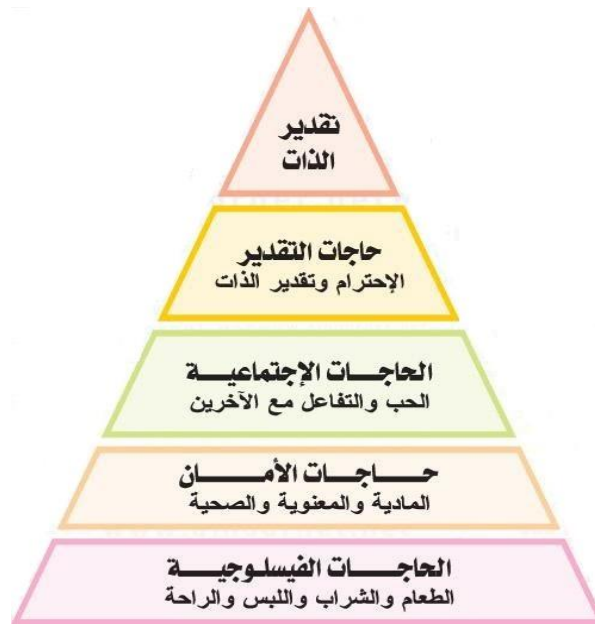 تقدير
الذات
حاجات التقدير
الإحترام وتقدير الذات
الحاجـــات الإجتماعيـــة
الحب والتفاعل مع الآخرين
حـــاجـــات الأمـــان
المادية والمعنوية والصحية
الحاجـــات الفيسلـوجيـــة
الطعام والشراب واللبس والراحة